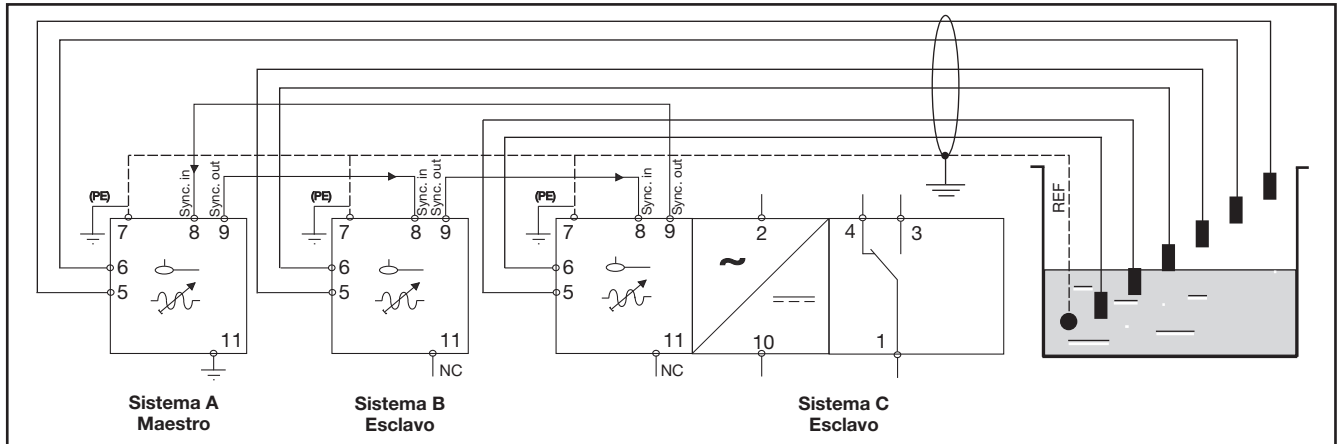 Sync. in
Sync. out
Sync. in
Sync. out
Sync. in
Sync. out
(PE)
(PE)
(PE)
REF
7
8
9
7
8
9
7
8
9
2
4
3
6
6
6
5
5
5
11
11
11
10
1
NC
NC
Sistema A
Maestro
Sistema B
Esclavo
Sistema C
Esclavo